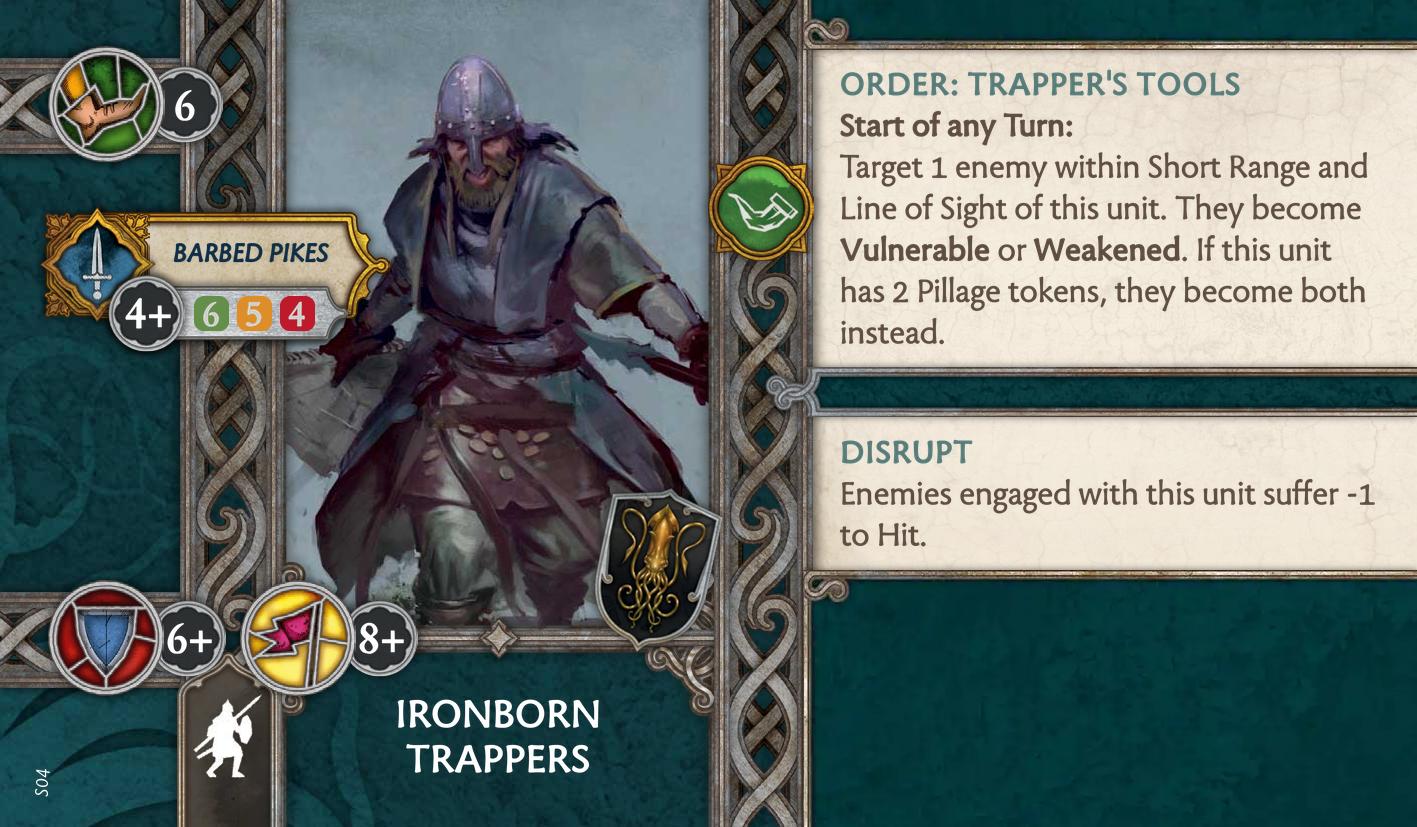 6
BARBED PIKES
4+ 6 5 4
6+ 8+
IRONBORN
TRAPPERS
S04
ORDER: TRAPPER'S TOOLS
Start of any Turn:
Target 1 enemy within Short Range and
Line of Sight of this unit. They become
Vulnerable or Weakened. If this unit
has 2 Pillage tokens, they become both
instead.
DISRUPT
Enemies engaged with this unit suffer -1
to Hit.